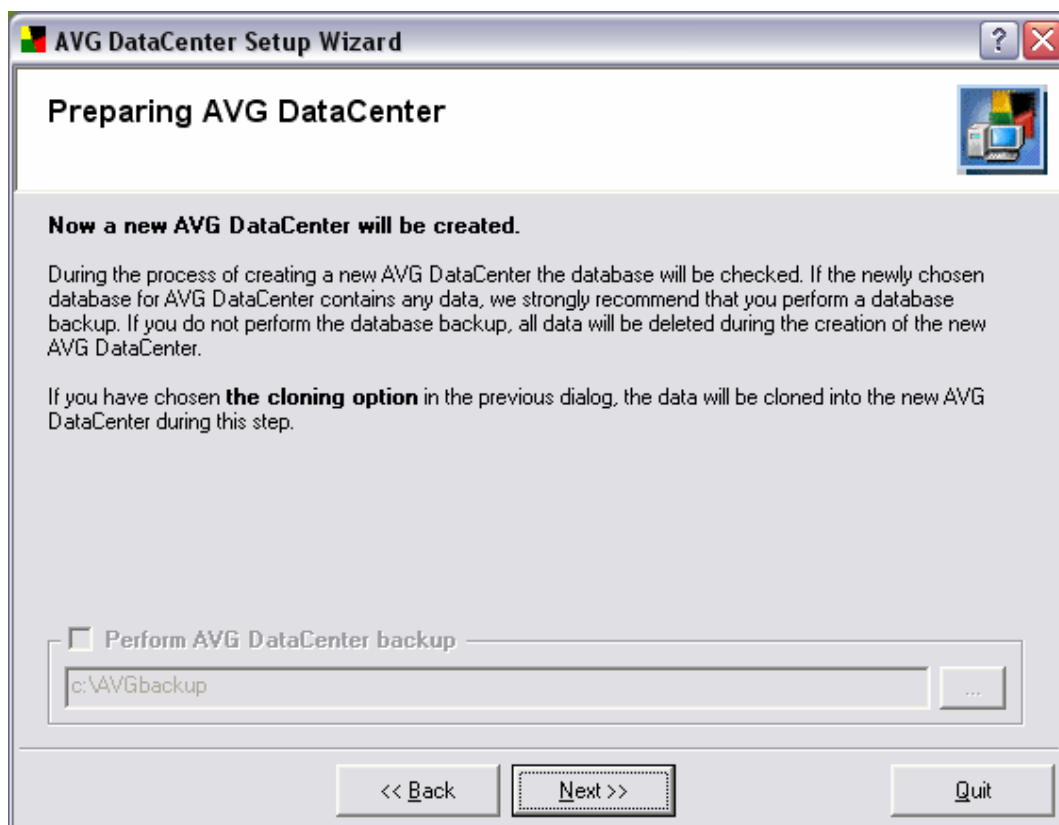 AVG DataCenter Setup Wizard
?
Preparing AVG DataCenter
Now a new AVG DataCenter will be created.
During the process of creating a new AVG DataCenter the database will be checked. If the newly chosen
database for AVG DataCenter contains any data, we strongly recommend that you perform a database
backup. If you do not perform the database backup, all data will be deleted during the creation of the new
AVG DataCenter.
If you have chosen the cloning option in the previous dialog, the data will be cloned into the new AVG
DataCenter during this step.
Perform AVG DataCenter backup
c:\AVGbackup
...
<< Back
Next >>
Quit